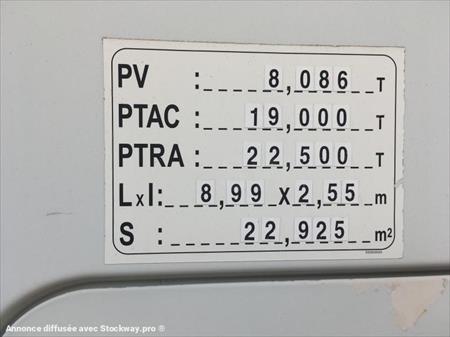 PV : 8,086 T
PTAC : 19,000 T
PTRA : 22,500 T
Lxl: 8,99 X 2,55 m
S : 22,925 m²
Annonce diffusée avec Stockway.pro ®